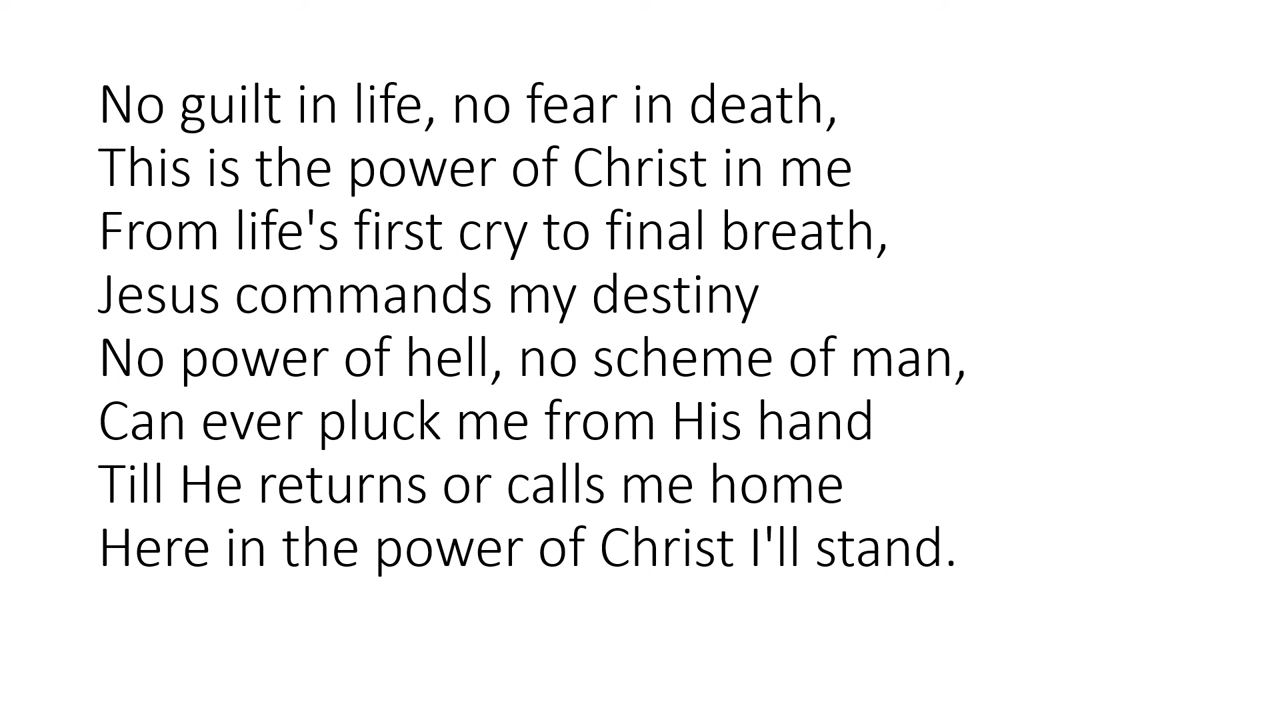 No guilt in life, no fear in death,
This is the power of Christ in me
From life's first cry to final breath,
Jesus commands my destiny
No power of hell, no scheme of man,
Can ever pluck me from His hand
Till He returns or calls me home
Here in the power of Christ I'll stand.